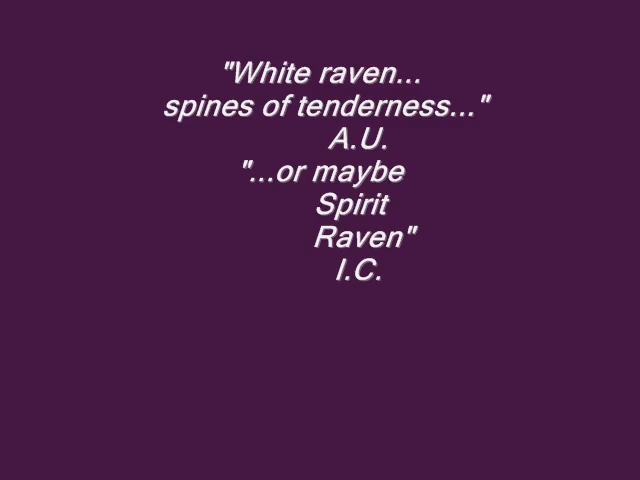 "White raven...
spines of tenderness..."
A.U.
"...or maybe
Spirit
Raven"
I.C.